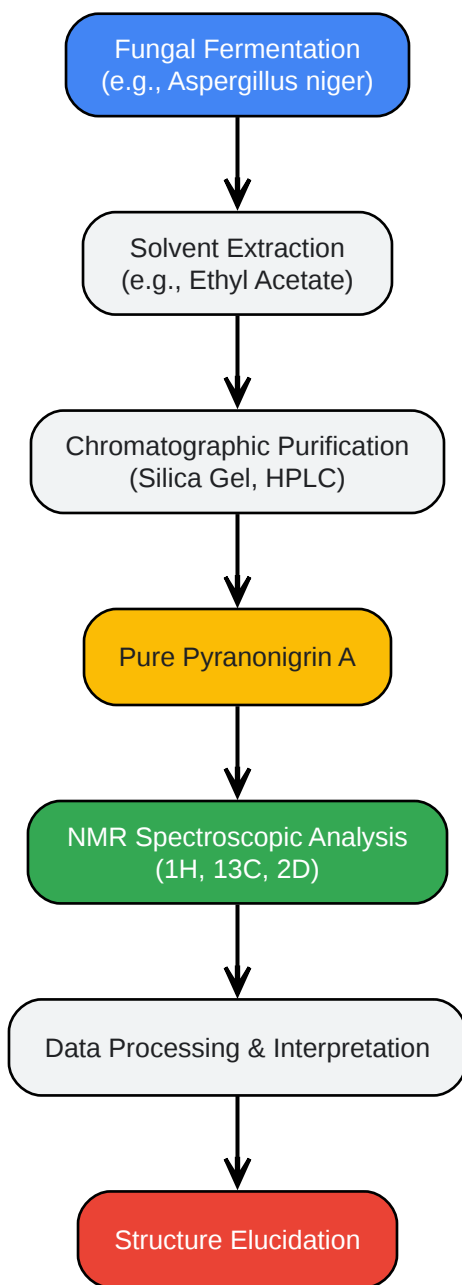 Fungal Fermentation
(e.g., Aspergillus niger)
Solvent Extraction
(e.g., Ethyl Acetate)
Chromatographic Purification
(Silica Gel, HPLC)
Pure Pyranonigrin A
NMR Spectroscopic Analysis
(1H, 13C, 2D)
Data Processing & Interpretation
Structure Elucidation